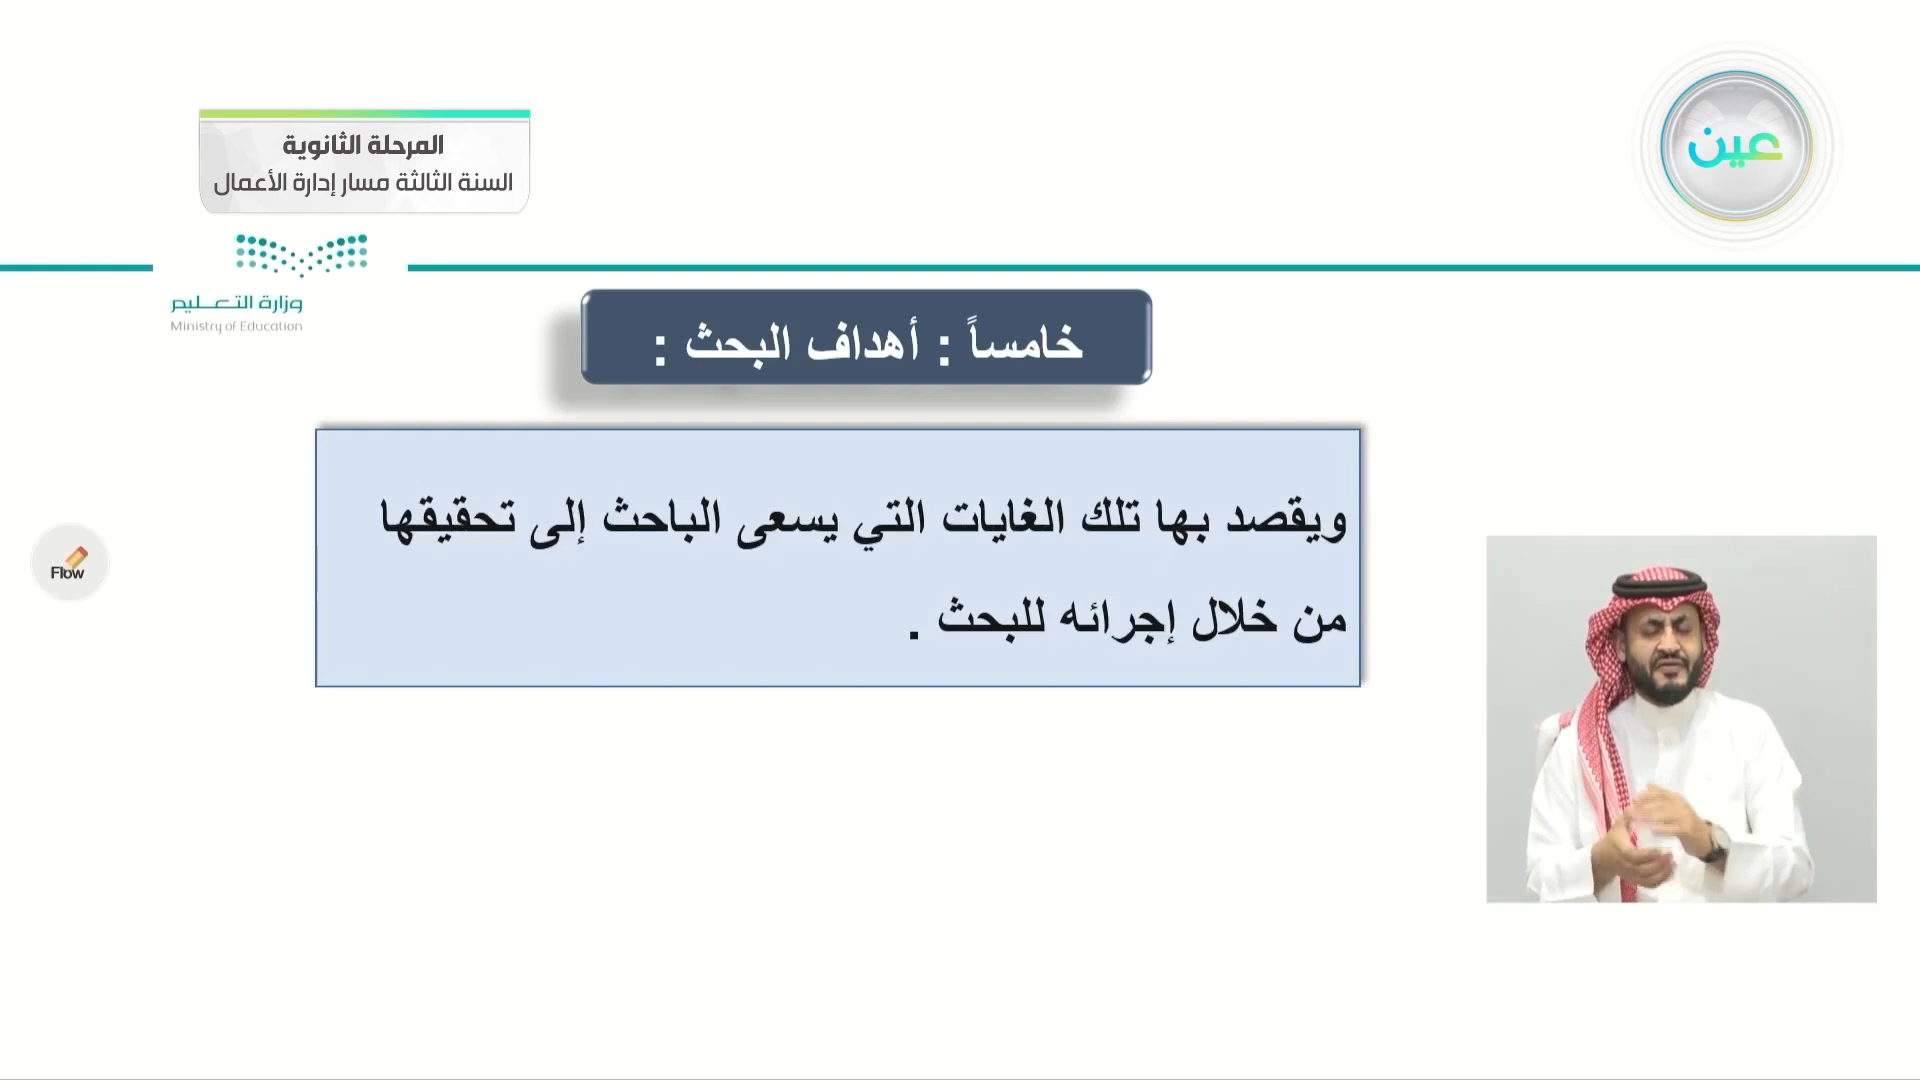 عين
المرحلة الثانوية
السنة الثالثة مسار إدارة الأعمال
وزارة التعليم
Ministry of Education
خامساً : أهداف البحث :
ويقصد بها تلك الغايات التي يسعى الباحث إلى تحقيقها
من خلال إجرائه للبحث .
Flow